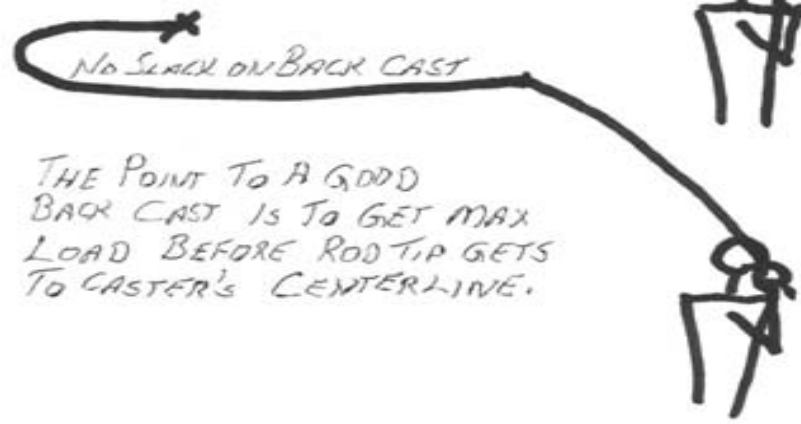 NO SLACK ON BACK CAST
THE POINT TO A GOOD
BACK CAST IS TO GET MAX
LOAD BEFORE ROD TIP GETS
TO CASTER'S CENTERLINE.